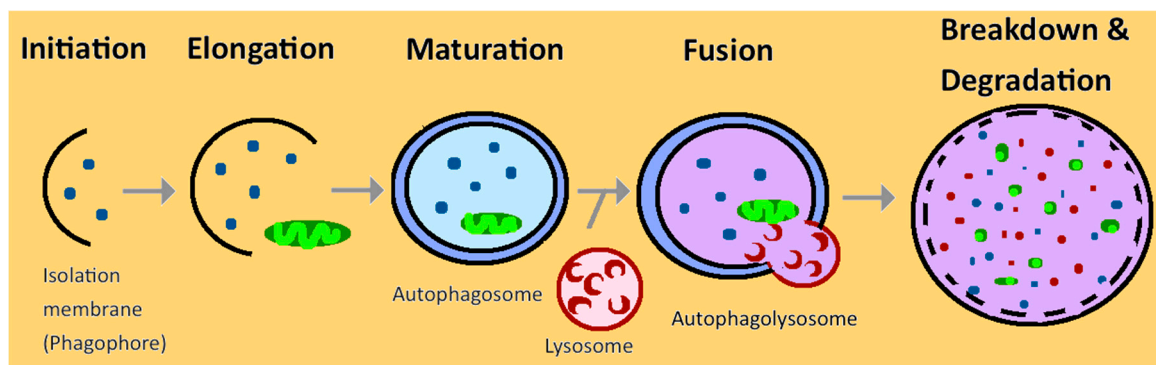 Initiation
Elongation
Maturation
Fusion
Breakdown &
Degradation
Isolation
membrane
(Phagophore)
Autophagosome
Lysosome
Autophagolysosome